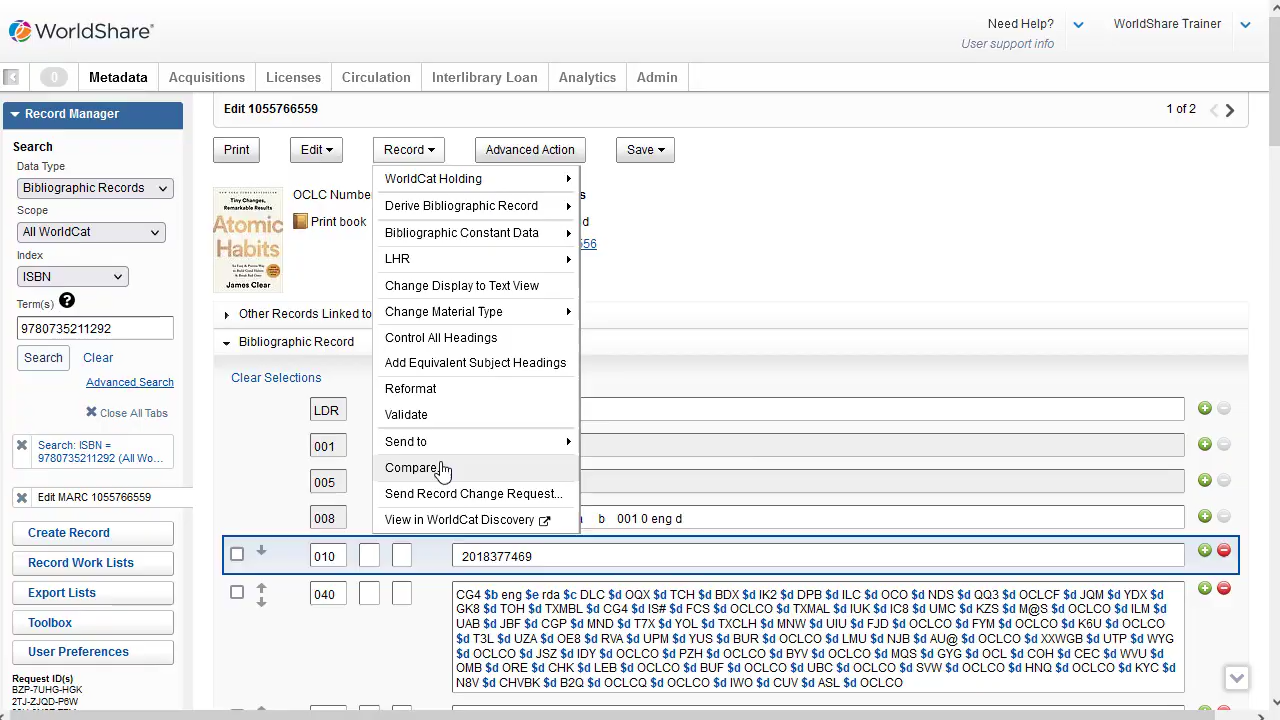 WorldShare®
Need Help?
WorldShare Trainer
User support info
0
Metadata
Acquisitions
Licenses
Circulation
Interlibrary Loan
Analytics
Admin
Record Manager
Search
Data Type
Bibliographic Records
Scope
All WorldCat
Index
ISBN
Term(s)
9780735211292
Search Clear
Advanced Search
Close All Tabs
Search: ISBN =
9780735211292 (All Wo...
Edit MARC 1055766559
Create Record
Record Work Lists
Export Lists
Toolbox
User Preferences
Request ID(s)
BZP-7UHG-HGK
2TJ-ZJQD-P6W
Edit 1055766559
1 of 2
Print
Edit
Record
Advanced Action
Save
Tiny Changes,
Remarkable Results
Atomic
Habits
James Clear
OCLC Numbe
s
Print book
d
556
WorldCat Holding
Derive Bibliographic Record
Bibliographic Constant Data
LHR
Change Display to Text View
Change Material Type
Control All Headings
Add Equivalent Subject Headings
Reformat
Validate
Send to
Compare
Send Record Change Request...
View in WorldCat Discovery
Other Records Linked to
Bibliographic Record
Clear Selections
LDR
001
005
008
b 001 0 eng d
010
2018377469
040
CG4 $b eng $e rda $c DLC $d OQX $d TCH $d BDX $d IK2 $d DPB $d ILC $d OCO $d NDS $d QQ3 $d OCLCF $d JQM $d YDX $d
GK8 $d TOH $d TXMBL $d CG4 $d IS# $d FCS $d OCLCO $d TXMAL $d IUK $d IC8 $d UMC $d KZS $d M@S $d OCLCO $d ILM $d
UAB $d JBF $d CGP $d MND $d T7X $d YOL $d TXCLH $d MNW $d UIU $d FJD $d OCLCO $d FYM $d OCLCO $d K6U $d OCLCO $d
T3L $d UZA $d OE8 $d RVA $d UPM $d YUS $d BUR $d OCLCO $d LMU $d NJB $d AU@ $d OCLCO $d XXWGB $d UTP $d WYG
$d OCLCO $d JSZ $d IDY $d OCLCO $d PZH $d OCLCO $d BYV $d OCLCO $d MQS $d GYG $d OCL $d COH $d CEC $d WVU $d
OMB $d ORE $d CHK $d LEB $d OCLCO $d BUF $d OCLCO $d UBC $d OCLCO $d SVW $d OCLCO $d HNQ $d OCLCO $d KYC $d
N8V $d CHVBK $d B2Q $d OCLCQ $d OCLCO $d IWO $d CUV $d ASL $d OCLCO